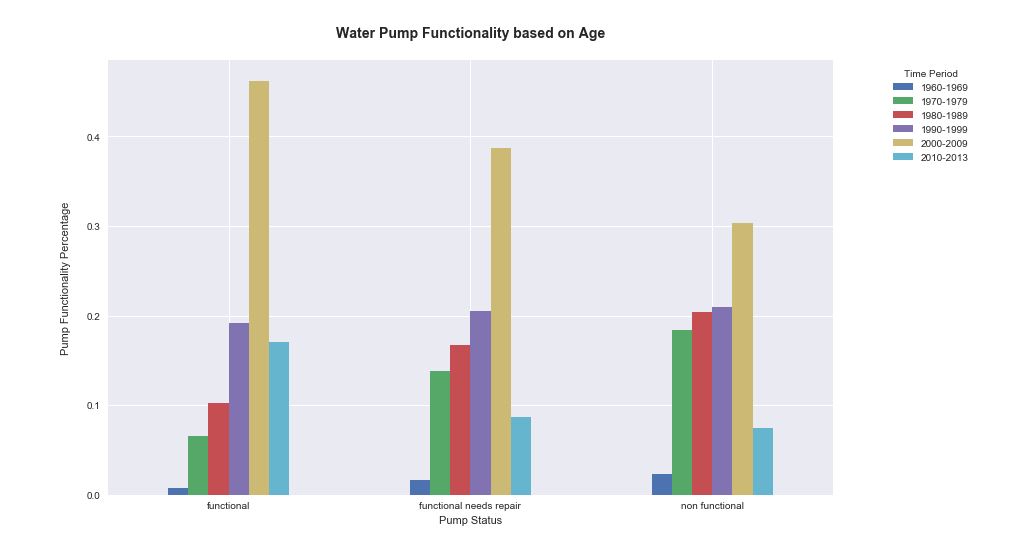 Water Pump Functionality based on Age
Time Period
1960-1969
1970-1979
1980-1989
1990-1999
2000-2009
2010-2013
Pump Functionality Percentage
0.4
0.3
0.2
0.1
0.0
functional
functional needs repair
non functional
Pump Status